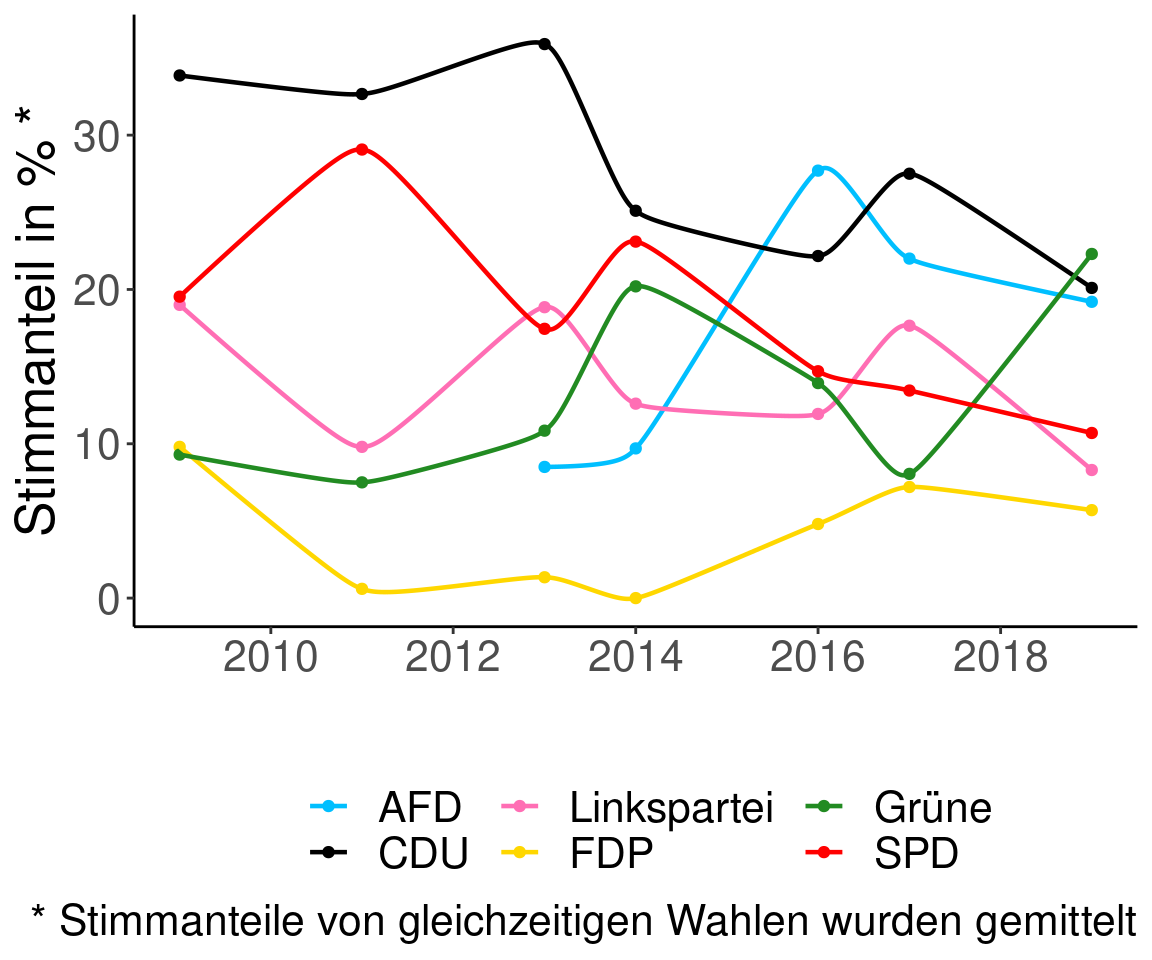 Stimmanteil in % *
30
20
10
0
2010 2012 2014 2016 2018
AFD Linkspartei Grüne
CDU FDP SPD
* Stimmanteile von gleichzeitigen Wahlen wurden gemittelt